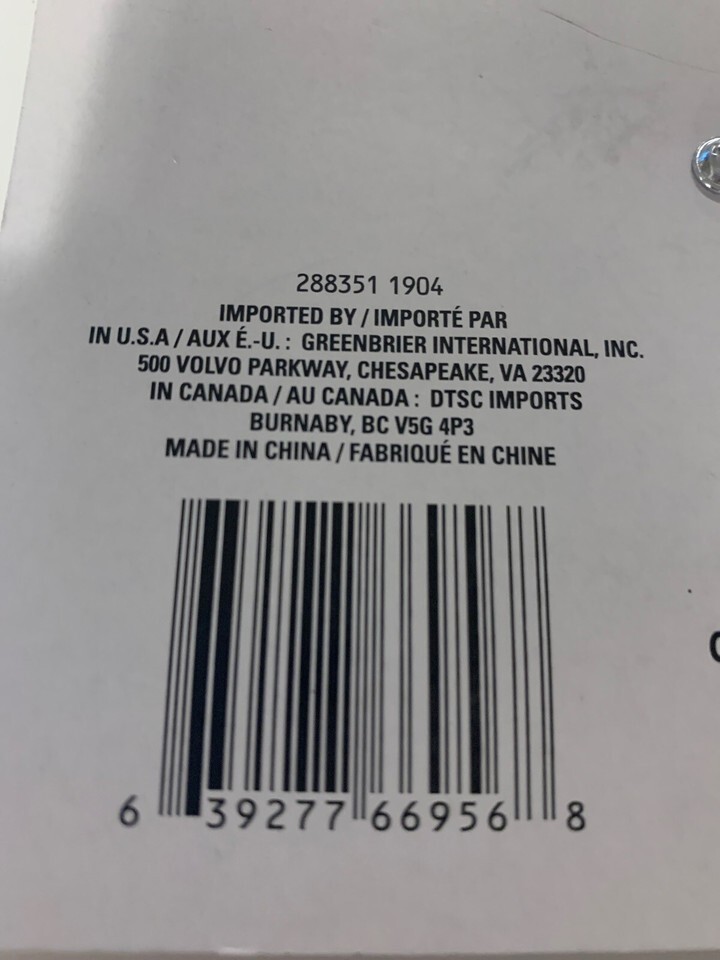 288351 1904
IMPORTED BY / IMPORTÉ PAR
IN U.S.A / AUX É.-U. : GREENBRIER INTERNATIONAL, INC.
500 VOLVO PARKWAY, CHESAPEAKE, VA 23320
IN CANADA / AU CANADA : DTSC IMPORTS
BURNABY, BC V5G 4P3
MADE IN CHINA / FABRIQUÉ EN CHINE
6 39277 66956 8